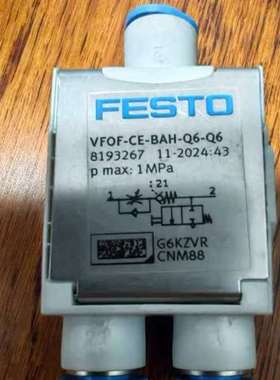 FESTO
VFOF-CE-BAH-Q6-Q6
8193267 11-2024:43
p max: 1MPa
:21
1 2
G6KZVR
CNM88